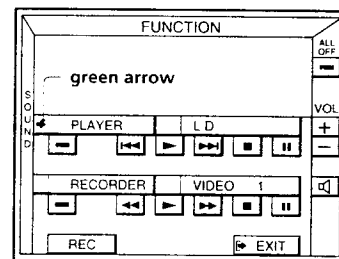 FUNCTION
ALL
OFF
green arrow
SOUND
VOL
PLAYER LD
+
−
RECORDER VIDEO 1
REC EXIT